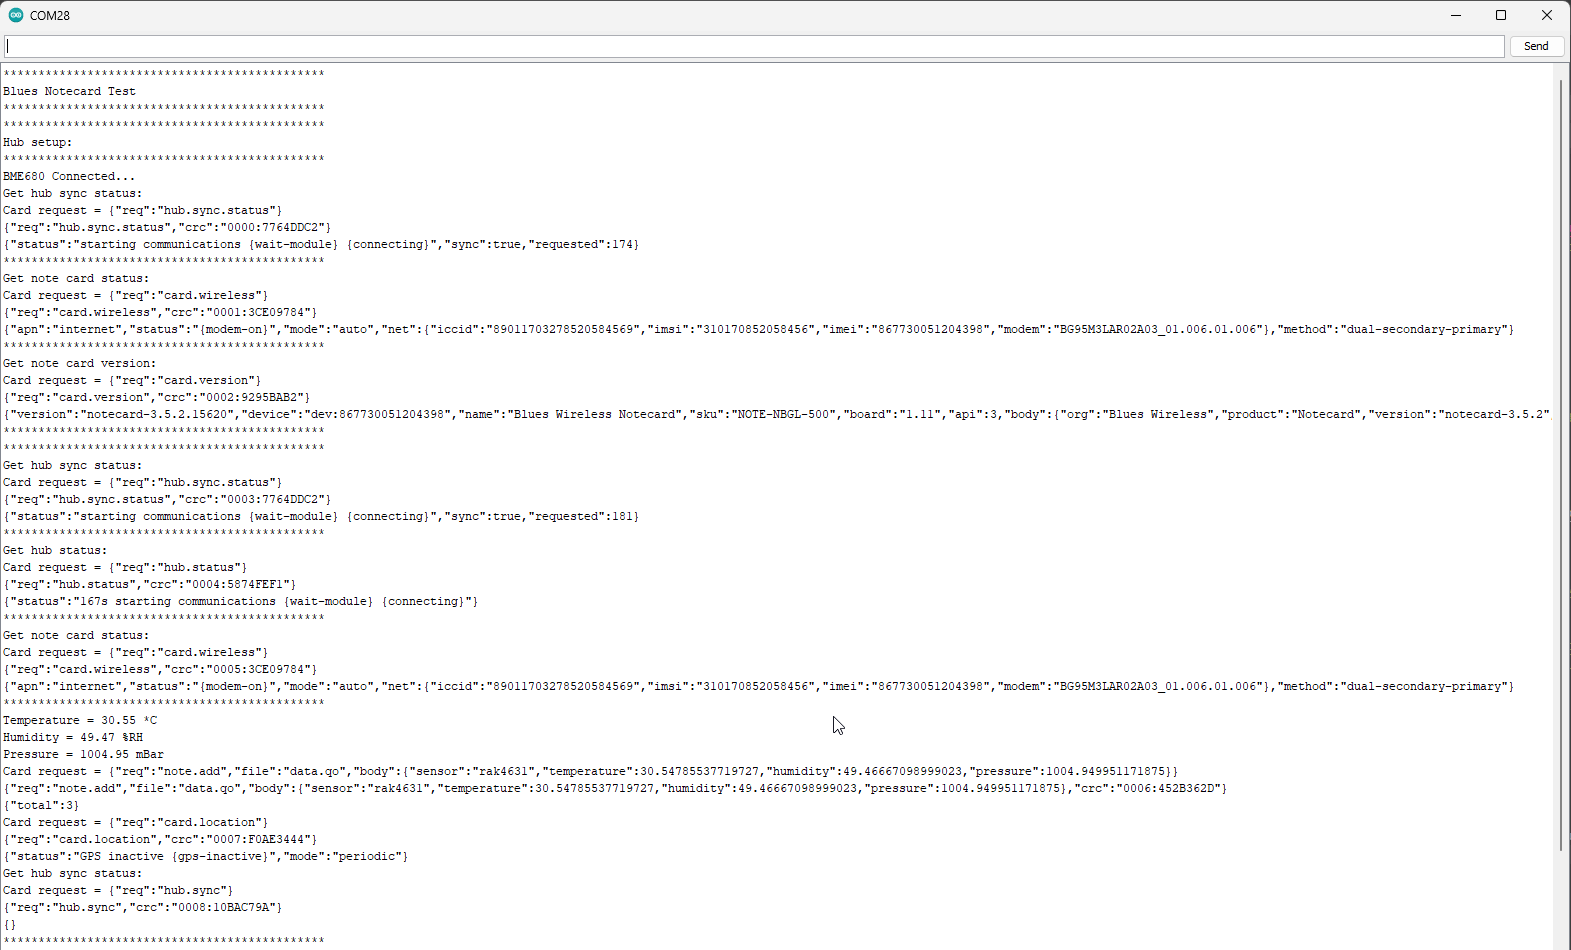 COM28
Send
**********************************************
Blues Notecard Test
**********************************************
**********************************************
Hub setup:
**********************************************
BME680 Connected...
Get hub sync status:
Card request = {"req":"hub.sync.status"}
{"req":"hub.sync.status","crc":"0000:7764DDC2"}
{"status":"starting communications {wait-module} {connecting}","sync":true,"requested":174}
**********************************************
Get note card status:
Card request = {"req":"card.wireless"}
{"req":"card.wireless","crc":"0001:3CE09784"}
{"apn":"internet","status":"{modem-on}","mode":"auto","net":{"iccid":"89011703278520584569","imsi":"310170852058456","imei":"867730051204398","modem":"BG95M3LAR02A03_01.006.01.006"},"method":"dual-secondary-primary"}
**********************************************
Get note card version:
Card request = {"req":"card.version"}
{"req":"card.version","crc":"0002:9295BAB2"}
{"version":"notecard-3.5.2.15620","device":"dev:867730051204398","name":"Blues Wireless Notecard","sku":"NOTE-NBGL-500","board":"1.11","api":3,"body":{"org":"Blues Wireless","product":"Notecard","version":"notecard-3.5.2",
**********************************************
**********************************************
Get hub sync status:
Card request = {"req":"hub.sync.status"}
{"req":"hub.sync.status","crc":"0003:7764DDC2"}
{"status":"starting communications {wait-module} {connecting}","sync":true,"requested":181}
**********************************************
Get hub status:
Card request = {"req":"hub.status"}
{"req":"hub.status","crc":"0004:5874FEF1"}
{"status":"167s starting communications {wait-module} {connecting}"}
**********************************************
Get note card status:
Card request = {"req":"card.wireless"}
{"req":"card.wireless","crc":"0005:3CE09784"}
{"apn":"internet","status":"{modem-on}","mode":"auto","net":{"iccid":"89011703278520584569","imsi":"310170852058456","imei":"867730051204398","modem":"BG95M3LAR02A03_01.006.01.006"},"method":"dual-secondary-primary"}
**********************************************
Temperature = 30.55 *C
Humidity = 49.47 %RH
Pressure = 1004.95 mBar
Card request = {"req":"note.add","file":"data.qo","body":{"sensor":"rak4631","temperature":30.54785537719727,"humidity":49.46667098999023,"pressure":1004.949951171875}}
{"req":"note.add","file":"data.qo","body":{"sensor":"rak4631","temperature":30.54785537719727,"humidity":49.46667098999023,"pressure":1004.949951171875},"crc":"0006:452B362D"}
{"total":3}
Card request = {"req":"card.location"}
{"req":"card.location","crc":"0007:F0AE3444"}
{"status":"GPS inactive {gps-inactive}","mode":"periodic"}
Get hub sync status:
Card request = {"req":"hub.sync"}
{"req":"hub.sync","crc":"0008:10BAC79A"}
{}
**********************************************